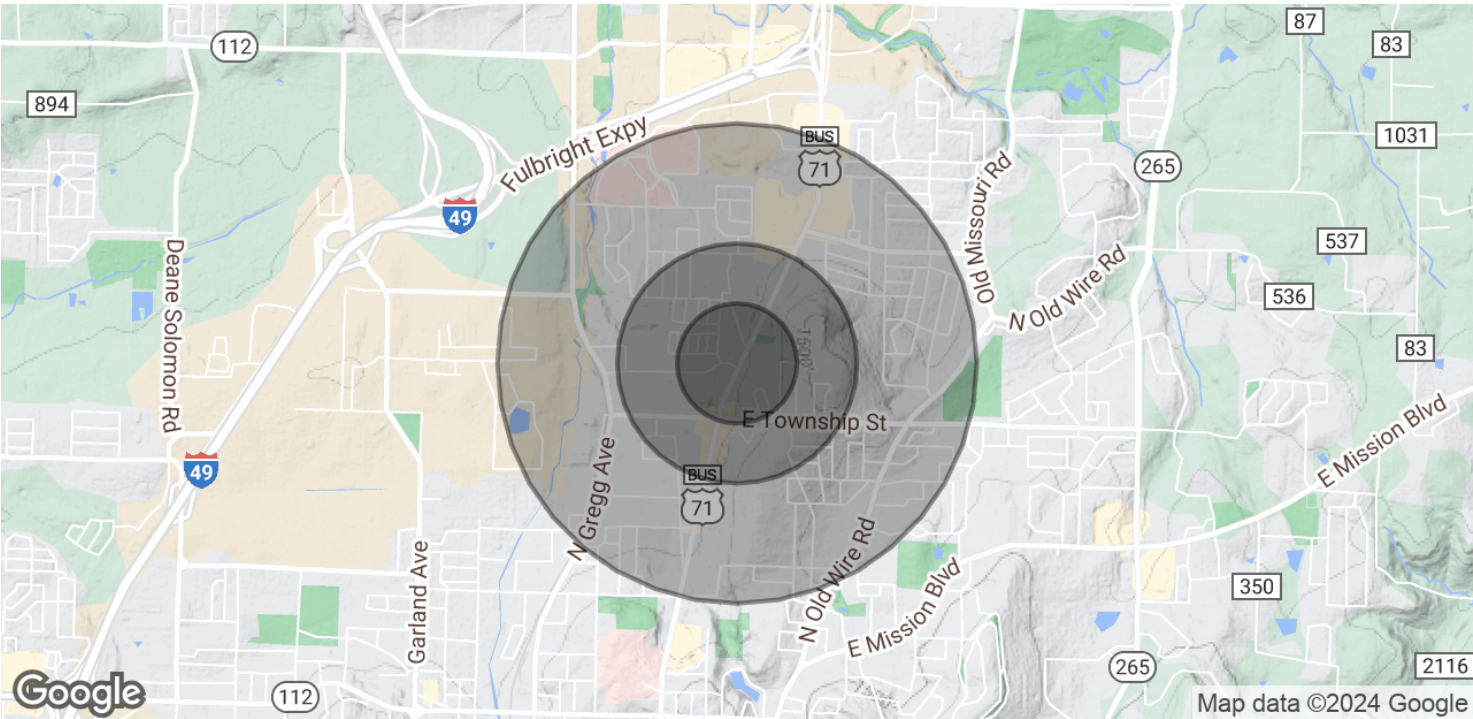 87
112
83
894
Fulbright Expy
BUS
71
1031
265
49
Old Missouri Rd
Deane Solomon Rd
N Old Wire Rd
537
536
83
E Township St
E Mission Blvd
49
N Gregg Ave
BUS
71
Garland Ave
N Old Wire Rd
E Mission Blvd
350
265
2116
112
Google
Map data ©2024 Google